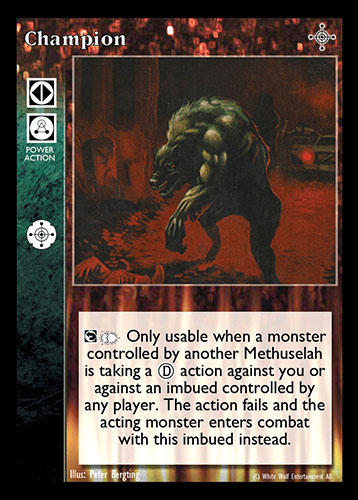 Champion
POWER
ACTION
Only usable when a monster
controlled by another Methuselah
is taking a Ⓓ action against you or
against an imbued controlled by
any player. The action fails and the
acting monster enters combat
with this imbued instead.
Illus: Peter Bergting
(C) White Wolf Entertainment AB